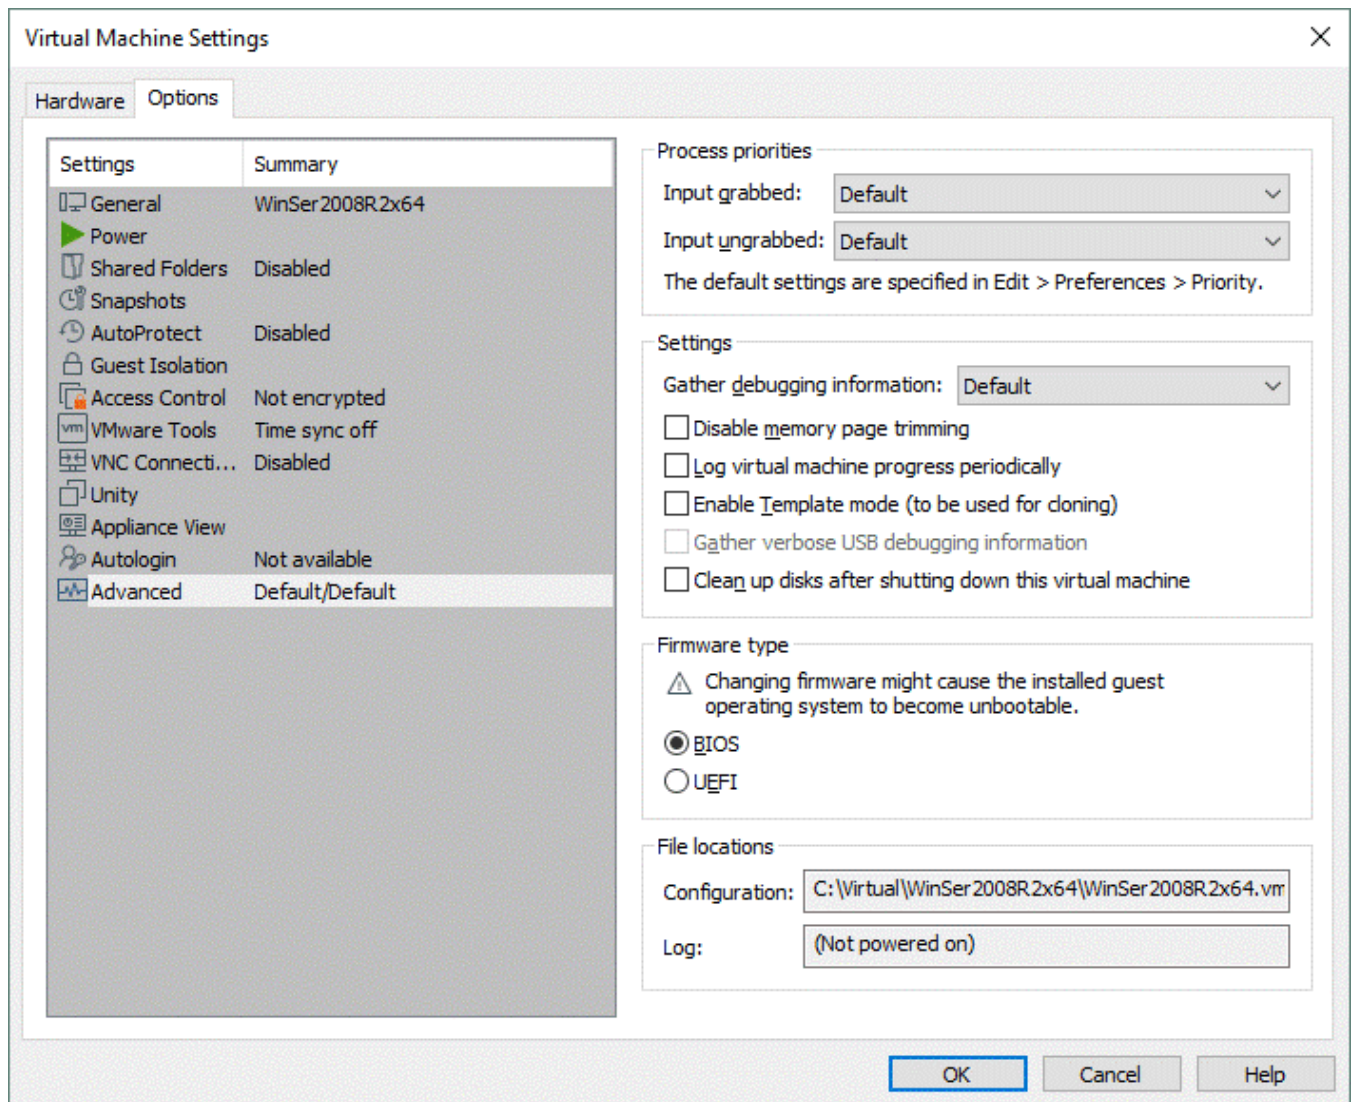 Virtual Machine Settings
Hardware Options
Settings Summary
General WinSer2008R2x64
Power
Shared Folders Disabled
Snapshots
AutoProtect Disabled
Guest Isolation
Access Control Not encrypted
vm VMware Tools Time sync off
VNC Connecti... Disabled
Unity
Appliance View
Autologin Not available
Advanced Default/Default
Process priorities
Input grabbed: Default
Input ungrabbed: Default
The default settings are specified in Edit > Preferences > Priority.
Settings
Gather debugging information: Default
Disable memory page trimming
Log virtual machine progress periodically
Enable Template mode (to be used for cloning)
Gather verbose USB debugging information
Clean up disks after shutting down this virtual machine
Firmware type
Changing firmware might cause the installed guest
operating system to become unbootable.
BIOS
UEFI
File locations
Configuration: C:\Virtual\WinSer2008R2x64\WinSer2008R2x64.vm
Log: (Not powered on)
OK Cancel Help